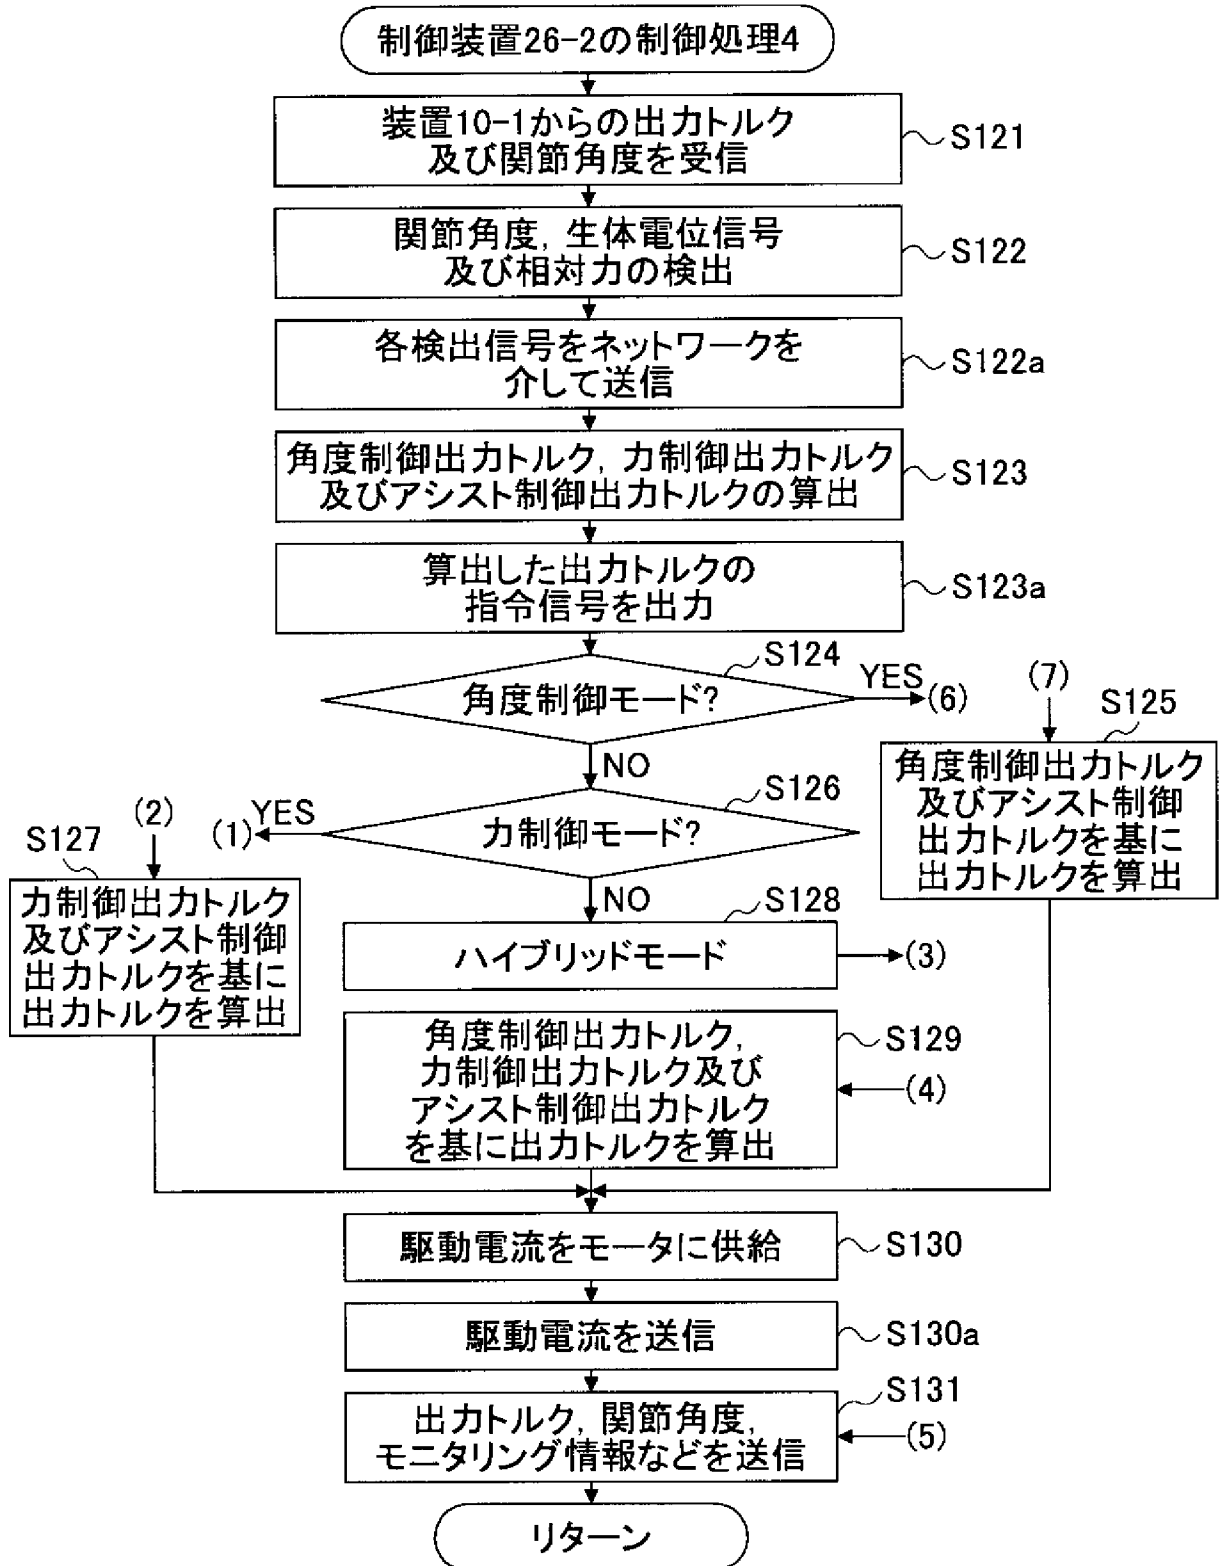 制御装置26-2の制御処理4
装置10-1からの出力トルク
及び関節角度を受信
S121
関節角度, 生体電位信号
及び相対力の検出
S122
各検出信号をネットワークを
介して送信
S122a
角度制御出力トルク, 力制御出力トルク
及びアシスト制御出力トルクの算出
S123
算出した出力トルクの
指令信号を出力
S123a
角度制御モード?
S124
YES
(6)
(7)
S125
角度制御出力トルク
及びアシスト制御
出力トルクを基に
出力トルクを算出
NO
力制御モード?
S126
YES
(1)
(2)
S127
力制御出力トルク
及びアシスト制御
出力トルクを基に
出力トルクを算出
NO
S128
ハイブリッドモード
(3)
角度制御出力トルク,
力制御出力トルク及び
アシスト制御出力トルク
を基に出力トルクを算出
S129
(4)
駆動電流をモータに供給
S130
駆動電流を送信
S130a
出力トルク, 関節角度,
モニタリング情報などを送信
S131
(5)
リターン